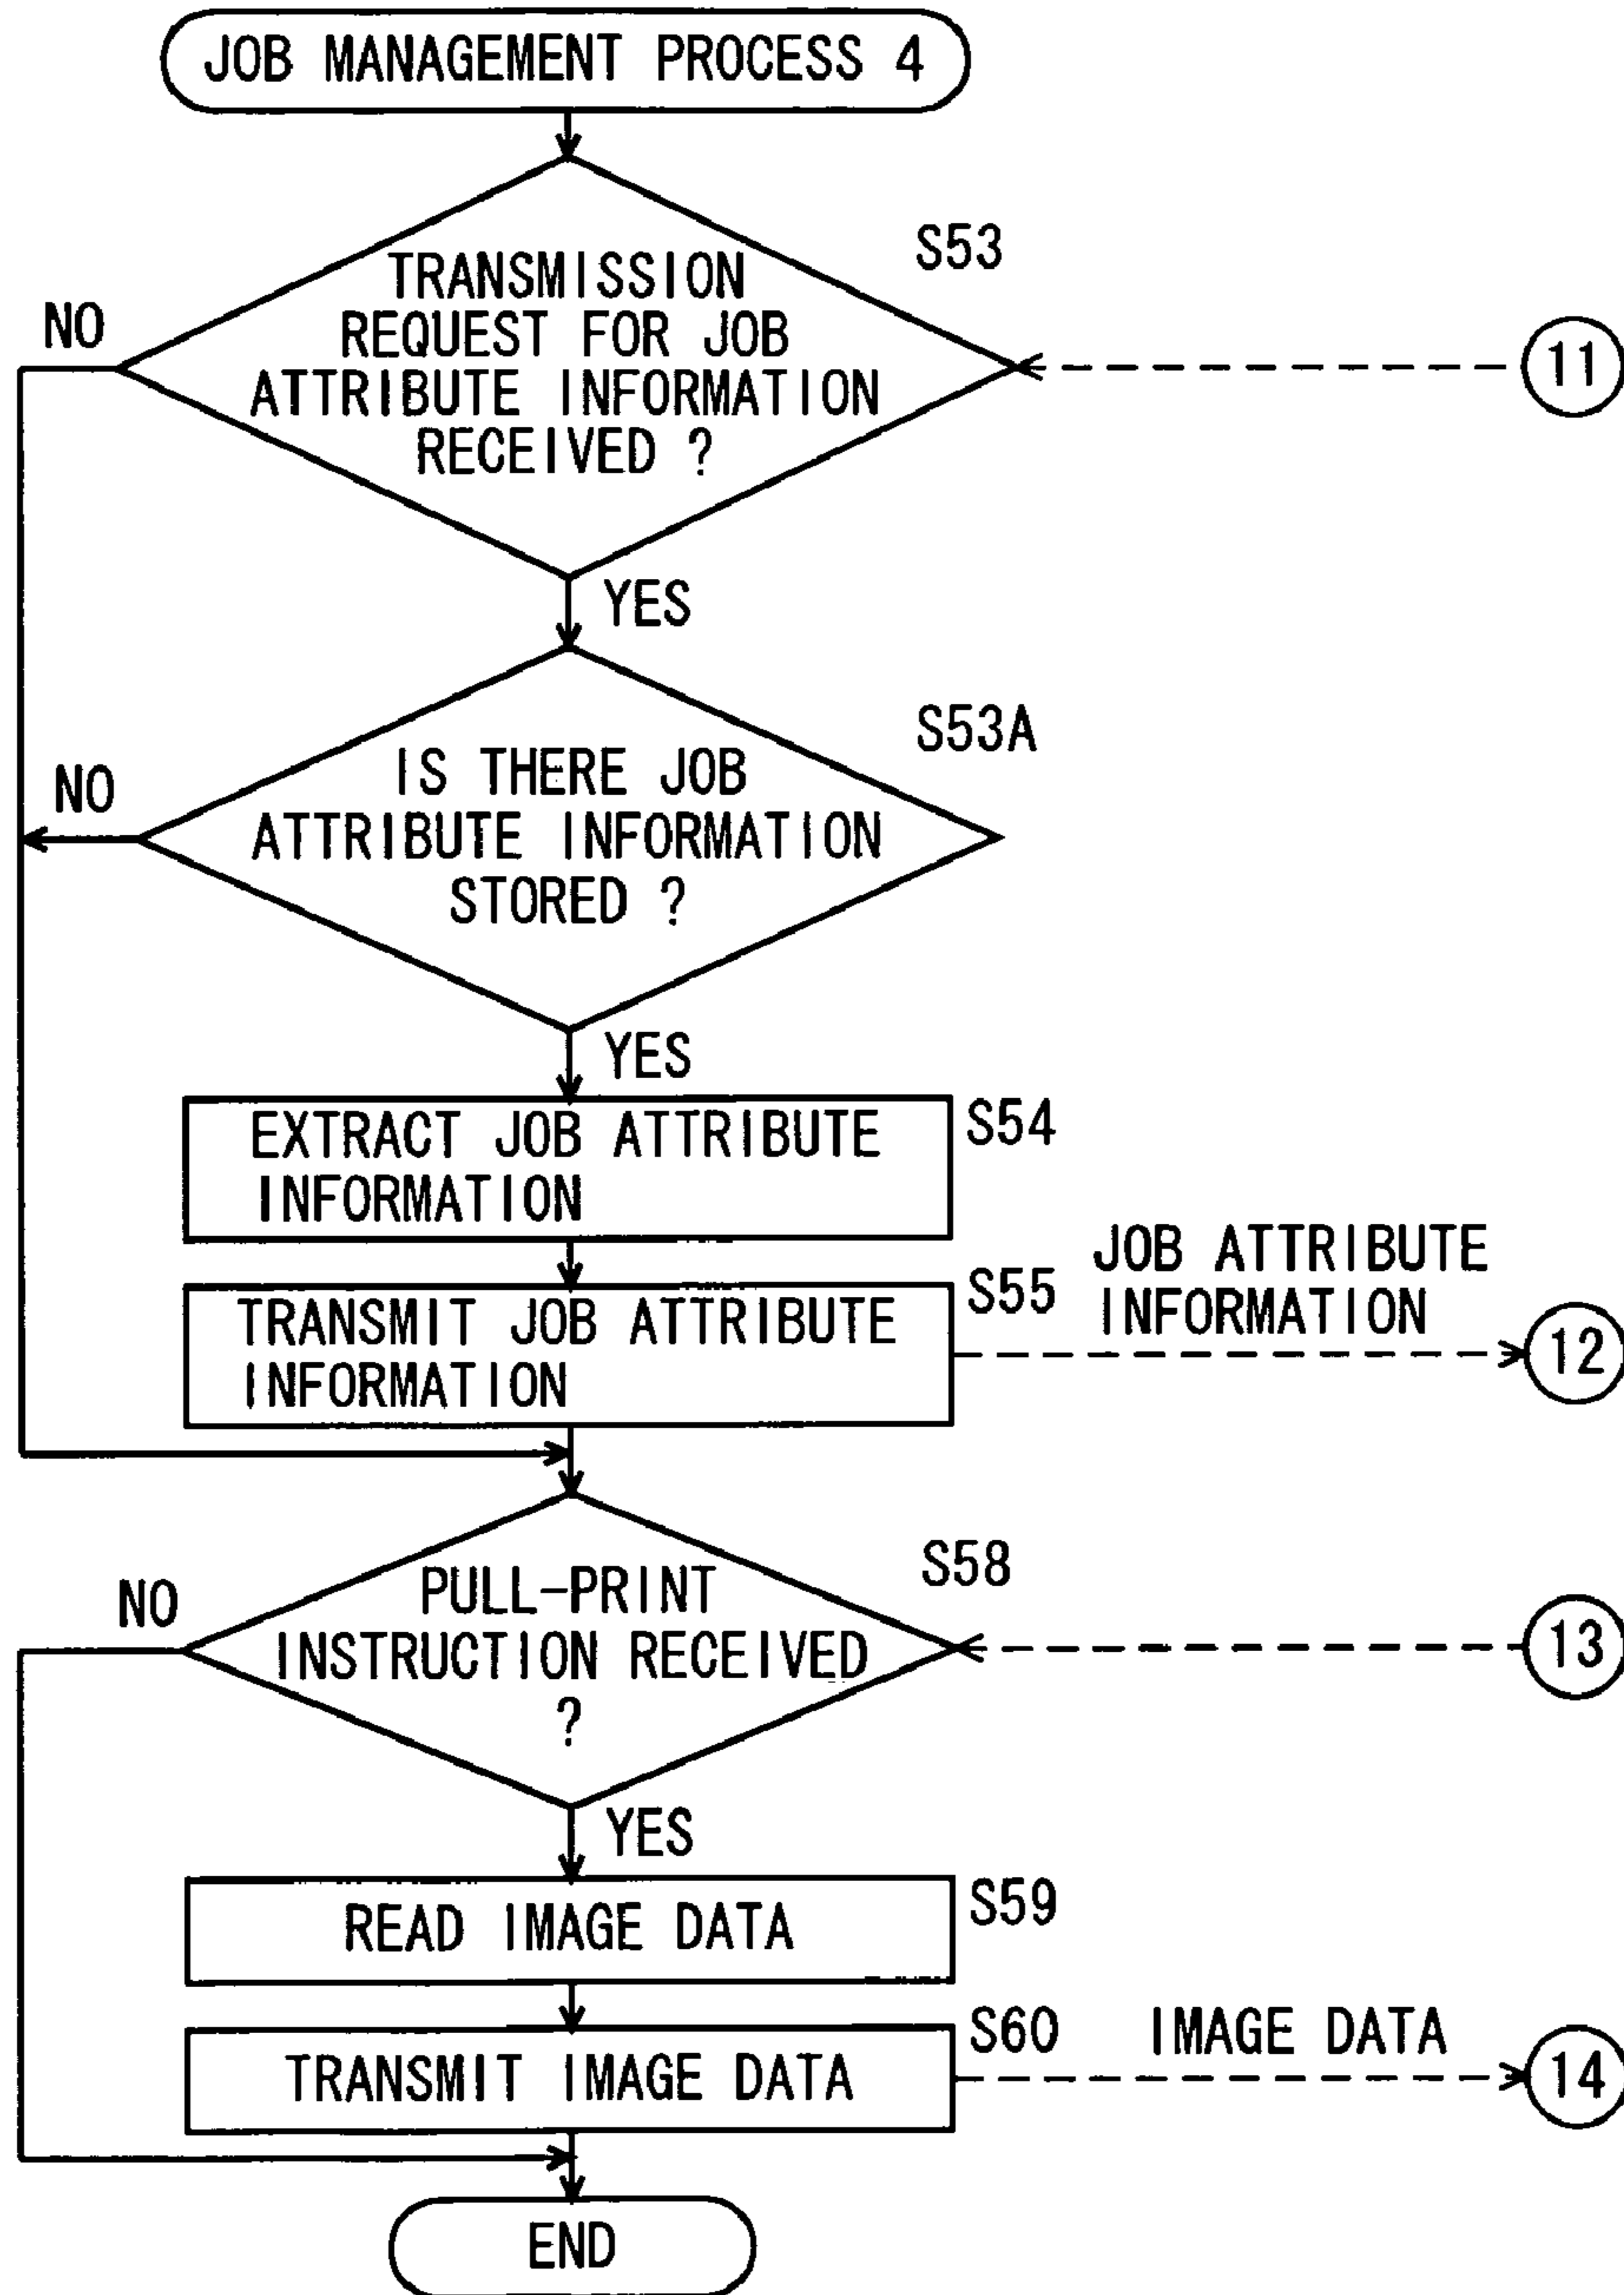 JOB MANAGEMENT PROCESS 4
S53
TRANSMISSION
REQUEST FOR JOB
ATTRIBUTE INFORMATION
RECEIVED ?
NO
11
YES
S53A
IS THERE JOB
ATTRIBUTE INFORMATION
STORED ?
NO
YES
EXTRACT JOB ATTRIBUTE
INFORMATION
S54
TRANSMIT JOB ATTRIBUTE
INFORMATION
S55
JOB ATTRIBUTE
INFORMATION
12
S58
PULL-PRINT
INSTRUCTION RECEIVED
?
NO
13
YES
READ IMAGE DATA
S59
TRANSMIT IMAGE DATA
S60
IMAGE DATA
14
END